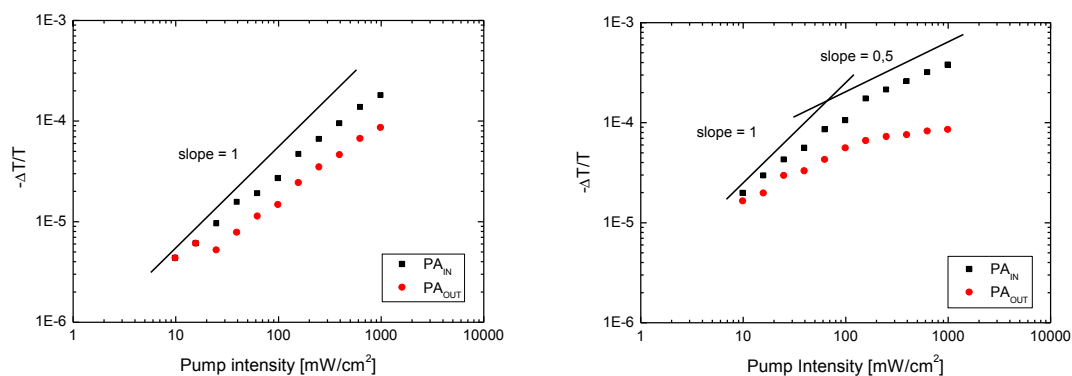 1E-3
1E-4
1E-5
1E-6
-ΔT/T
slope = 1
PA_IN
PA_OUT
1 10 100 1000 10000
Pump intensity [mW/cm²]
1E-3
1E-4
1E-5
1E-6
-ΔT/T
slope = 0,5
slope = 1
PA_IN
PA_OUT
1 10 100 1000 10000
Pump Intensity [mW/cm²]